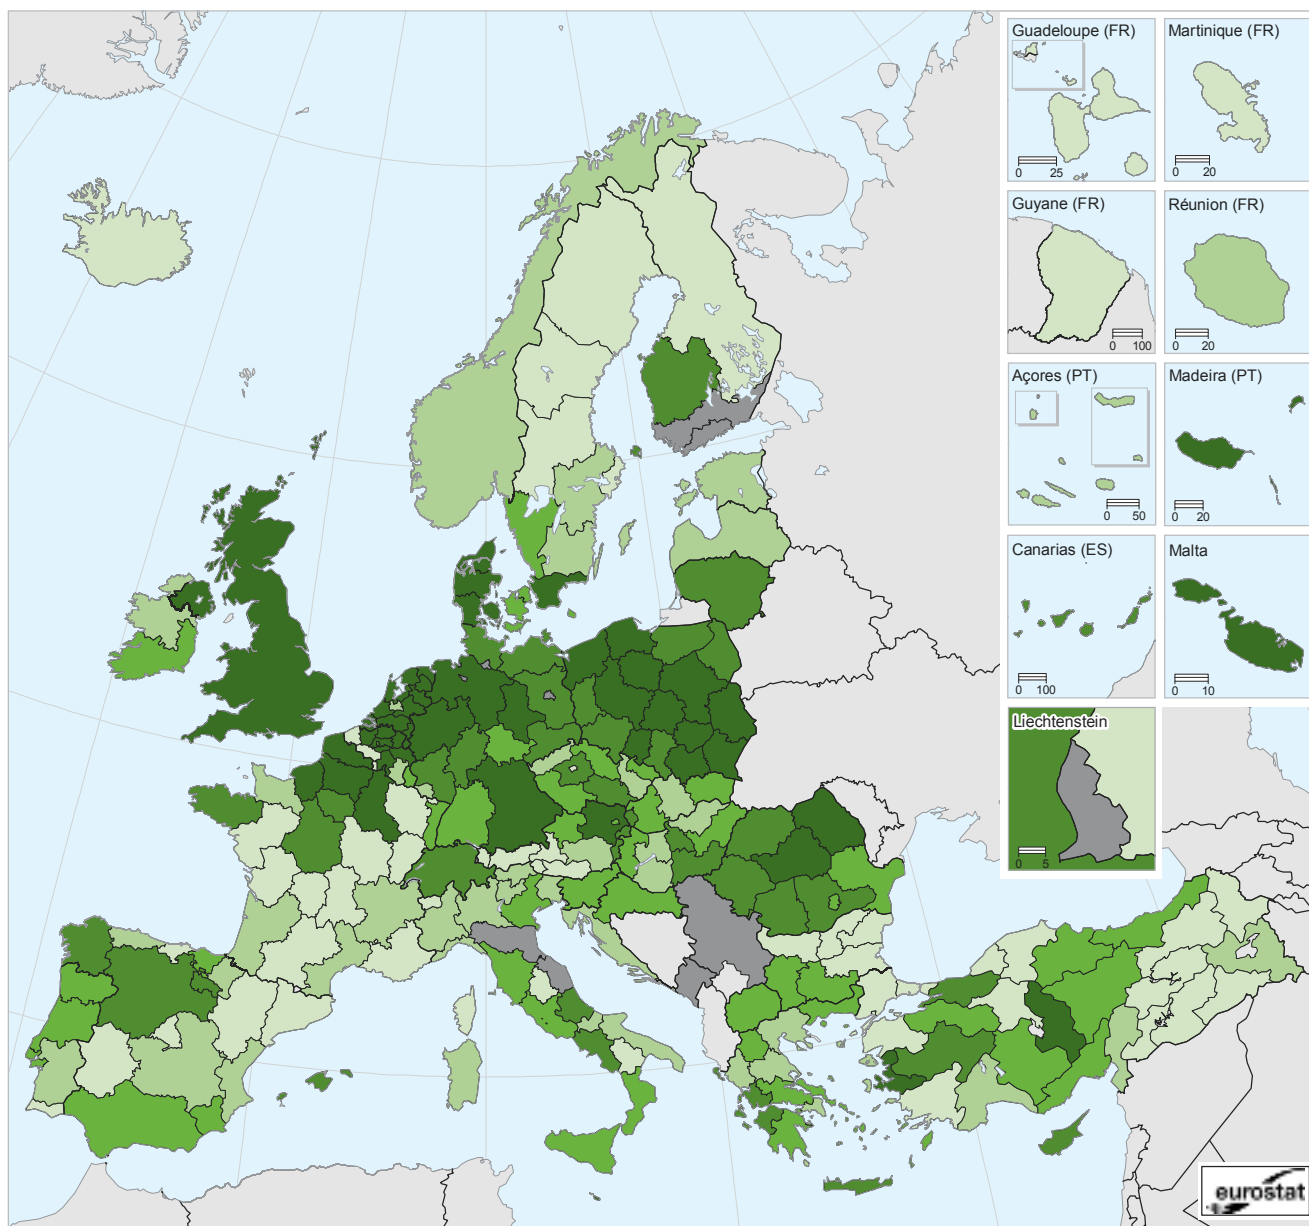 Guadeloupe (FR)
0 25
Martinique (FR)
0 20
Guyane (FR)
0 100
Réunion (FR)
0 20
Açores (PT)
0 50
Madeira (PT)
0 20
Canarias (ES)
0 100
Malta
0 10
Liechtenstein
0 5
eurostat